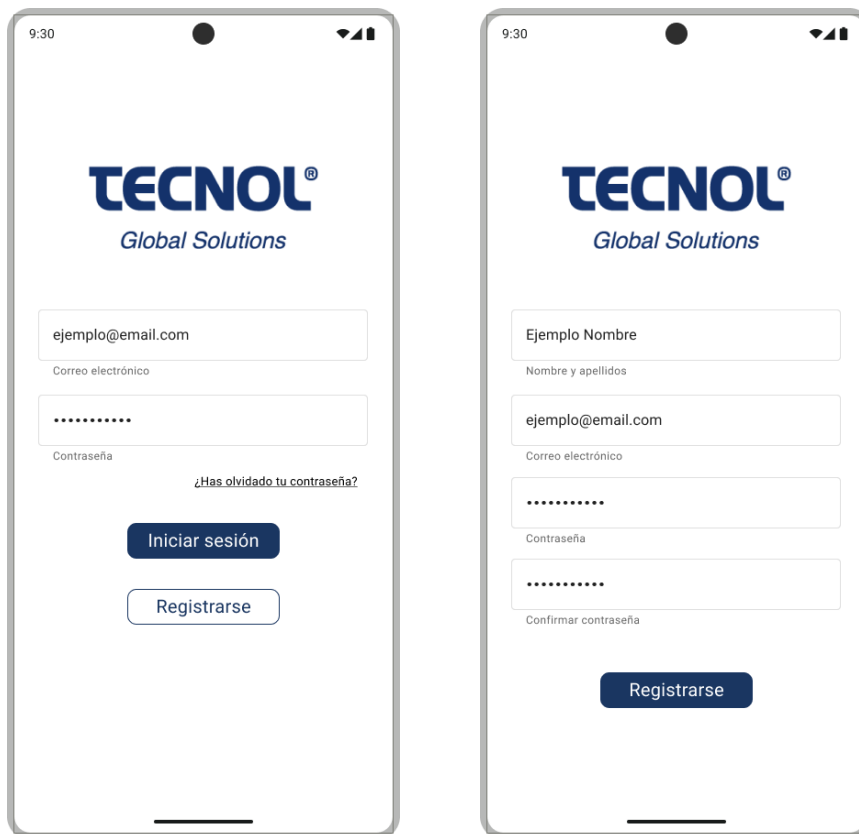 9:30
TECNOL®
Global Solutions
ejemplo@email.com
Correo electrónico
•••••••••••
Contraseña
¿Has olvidado tu contraseña?
Iniciar sesión
Registrarse
9:30
TECNOL®
Global Solutions
Ejemplo Nombre
Nombre y apellidos
ejemplo@email.com
Correo electrónico
•••••••••••
Contraseña
•••••••••••
Confirmar contraseña
Registrarse